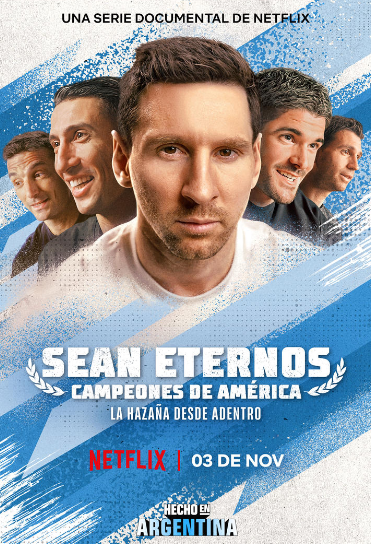 UNA SERIE DOCUMENTAL DE NETFLIX
SEAN ETERNOS
CAMPEONES DE AMÉRICA
LA HAZAÑA DESDE ADENTRO
NETFLIX | 03 DE NOV
HECHO EN
ARGENTINA